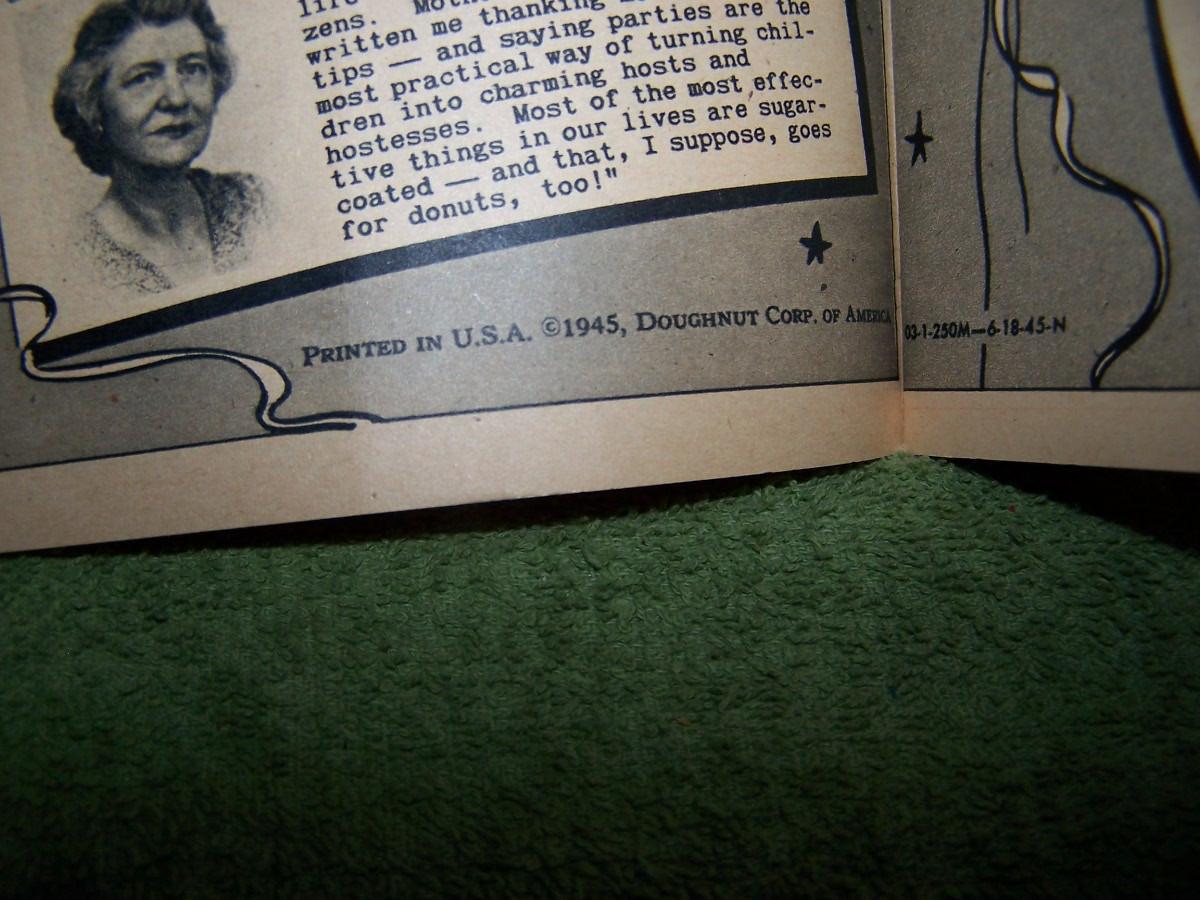 zens.
written me thanking
tips — and saying parties are the
most practical way of turning chil-
dren into charming hosts and
hostesses. Most of the most effec-
tive things in our lives are sugar-
coated — and that, I suppose, goes
for donuts, too!"
PRINTED IN U.S.A. ©1945, DOUGHNUT CORP. OF AMERICA
03-1-250M—6-18-45-N